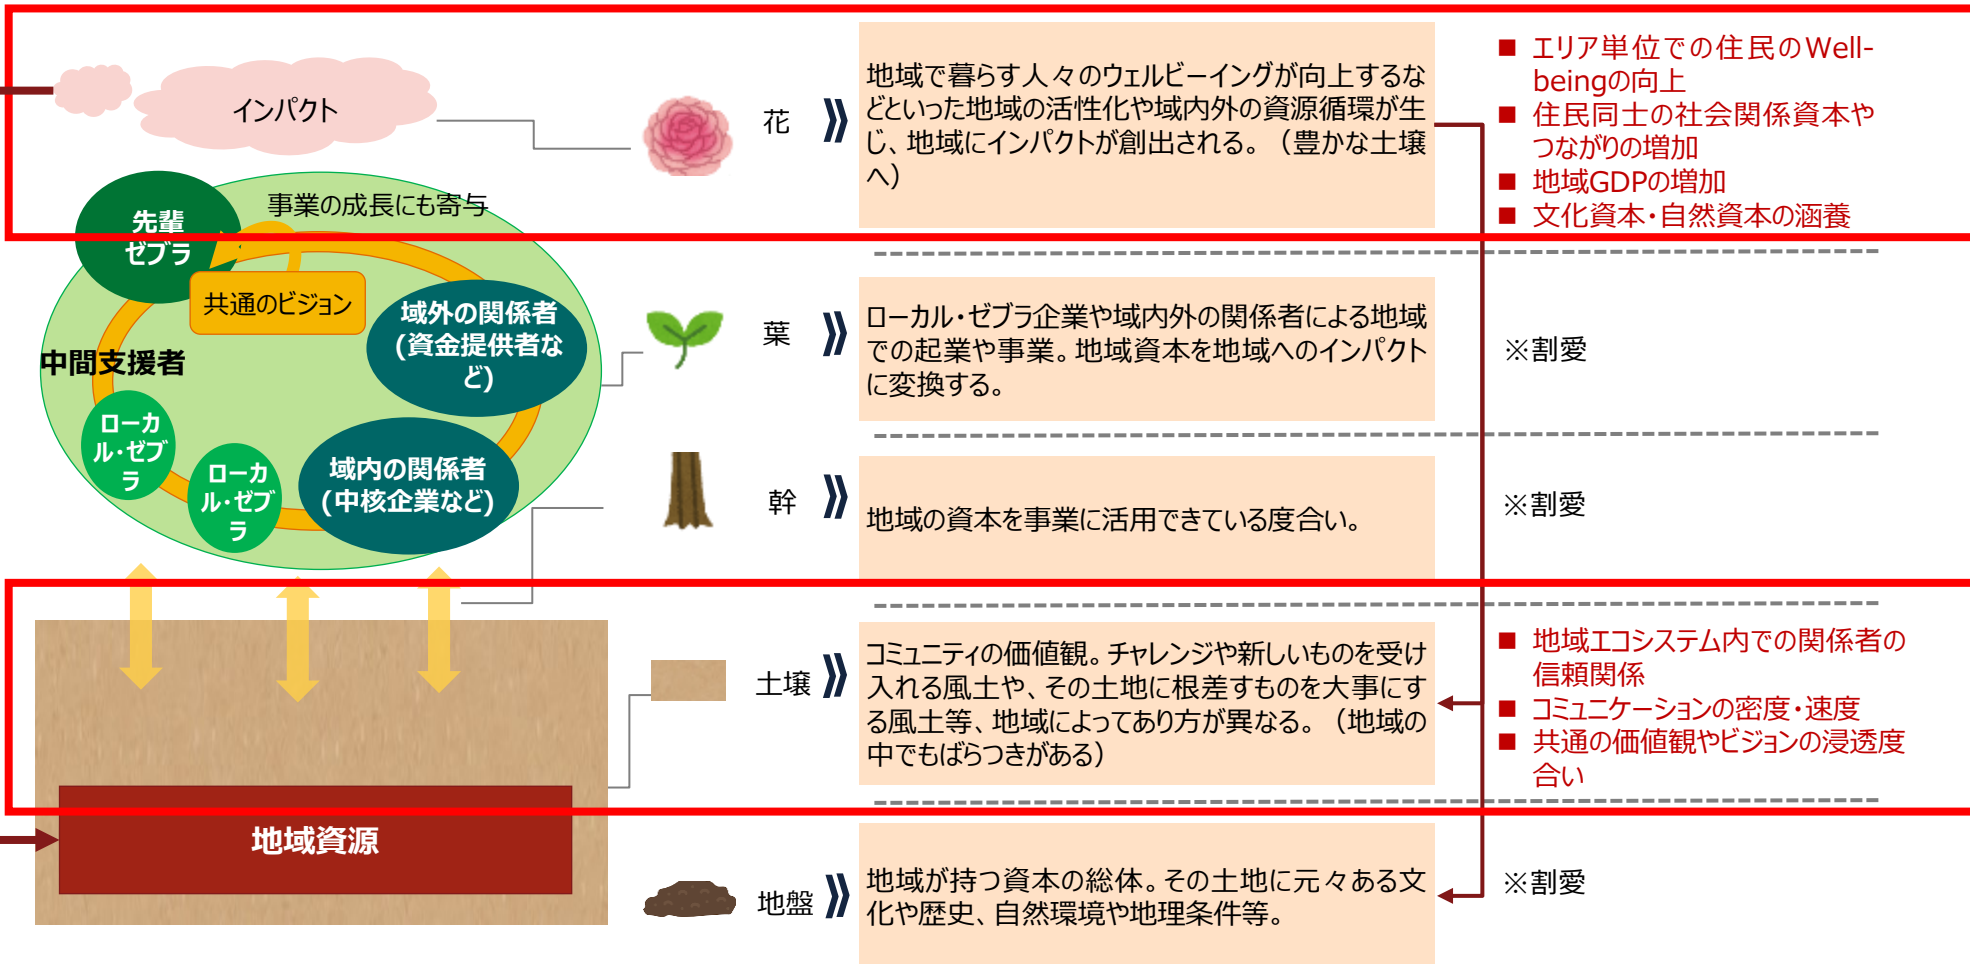 インパクト
事業の成長にも寄与
先輩
ゼブラ
共通のビジョン
域外の関係者
(資金提供者な
ど)
中間支援者
ローカ
ル・ゼブ
ラ
ローカ
ル・ゼブ
ラ
域内の関係者
(中核企業など)
地域資源
花
地域で暮らす人々のウェルビーイングが向上するな
どといった地域の活性化や域内外の資源循環が生
じ、地域にインパクトが創出される。（豊かな土壌
へ）
■ エリア単位での住民のWell-
beingの向上
■ 住民同士の社会関係資本や
つながりの増加
■ 地域GDPの増加
■ 文化資本・自然資本の涵養
葉
ローカル・ゼブラ企業や域内外の関係者による地域
での起業や事業。地域資本を地域へのインパクト
に変換する。
※割愛
幹
地域の資本を事業に活用できている度合い。
※割愛
土壌
コミュニティの価値観。チャレンジや新しいものを受け
入れる風土や、その土地に根差すものを大事にす
る風土等、地域によってあり方が異なる。（地域の
中でもばらつきがある）
■ 地域エコシステム内での関係者の
信頼関係
■ コミュニケーションの密度・速度
■ 共通の価値観やビジョンの浸透度
合い
地盤
地域が持つ資本の総体。その土地に元々ある文
化や歴史、自然環境や地理条件等。
※割愛